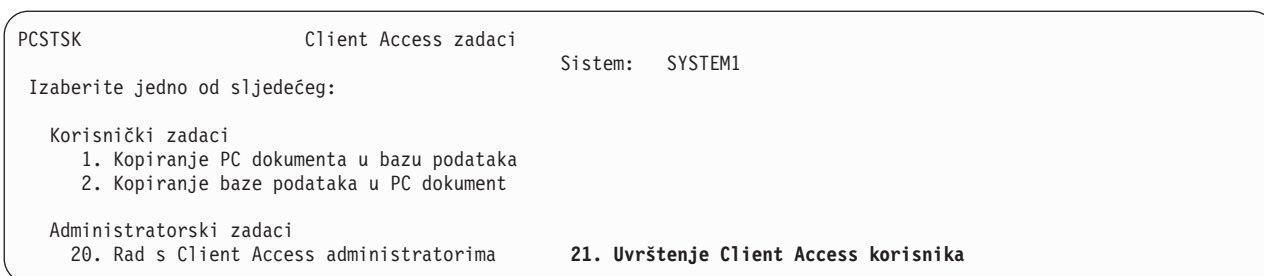 PCSTSK Client Access zadaci
Sistem: SYSTEM1
Izaberite jedno od sljedećeg:
Korisnički zadaci
1. Kopiranje PC dokumenta u bazu podataka
2. Kopiranje baze podataka u PC dokument
Administratorski zadaci
20. Rad s Client Access administratorima 21. Uvrštenje Client Access korisnika